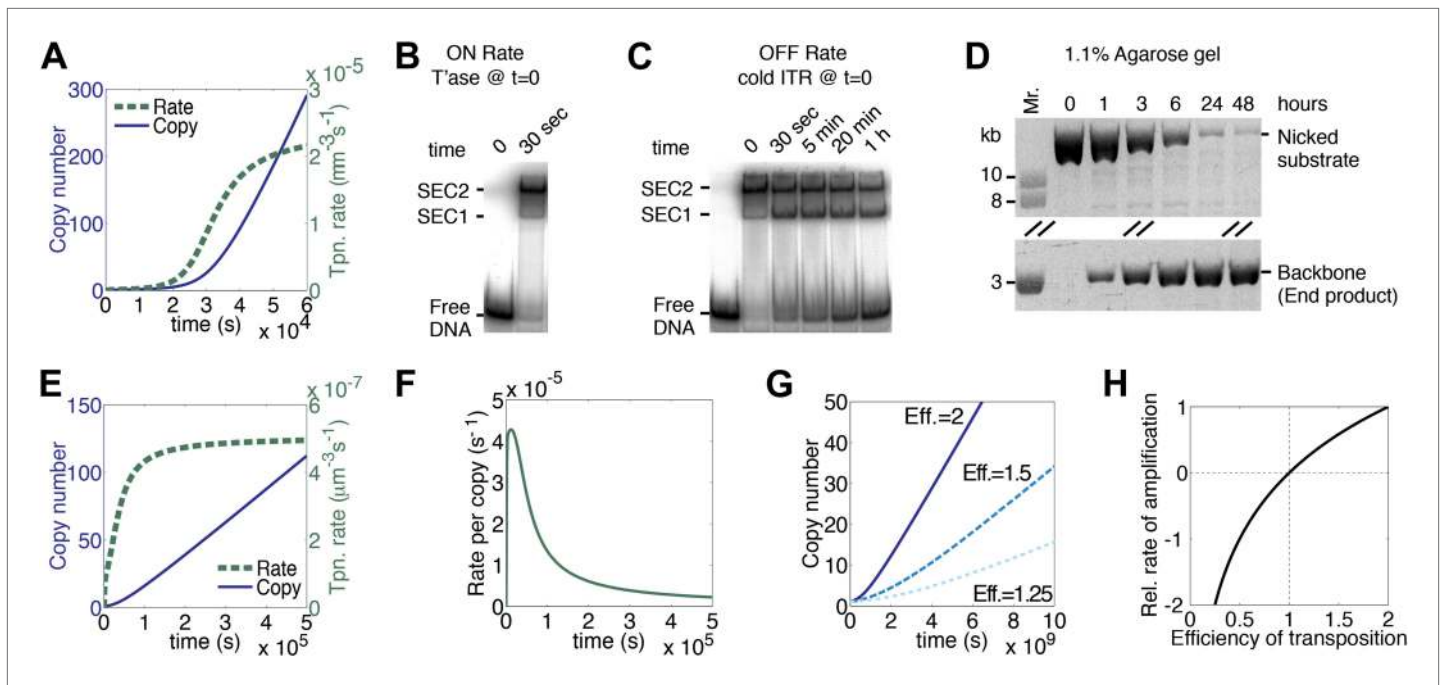 A
x 10⁻⁵
300
200
100
0
3
2
1
0
Rate
Copy
Copy number
Tpn. rate (mm⁻³s⁻¹)
0 1 2 3 4 5 6
time (s)
x 10⁴
B
ON Rate
T'ase @ t=0
time
0
30 sec
SEC2
SEC1
Free
DNA
C
OFF Rate
cold ITR @ t=0
time
0
30 sec
5 min
20 min
1 h
SEC2
SEC1
Free
DNA
D
1.1% Agarose gel
Mr.
0 1 3 6 24 48 hours
kb
10
8
3
Nicked
substrate
Backbone
(End product)
E
x 10⁻⁷
150
100
50
0
6
4
2
0
Copy number
Tpn. rate (μm⁻³s⁻¹)
Rate
Copy
0 1 2 3 4 5
time (s)
x 10⁵
F
x 10⁻⁵
5
4
3
2
1
0
Rate per copy (s⁻¹)
0 1 2 3 4 5
time (s)
x 10⁵
G
50
40
30
20
10
0
Copy number
Eff.=2
Eff.=1.5
Eff.=1.25
0 2 4 6 8 10
time (s)
x 10⁹
H
1
0
-1
-2
Rel. rate of amplification
0 0.5 1 1.5 2
Efficiency of transposition